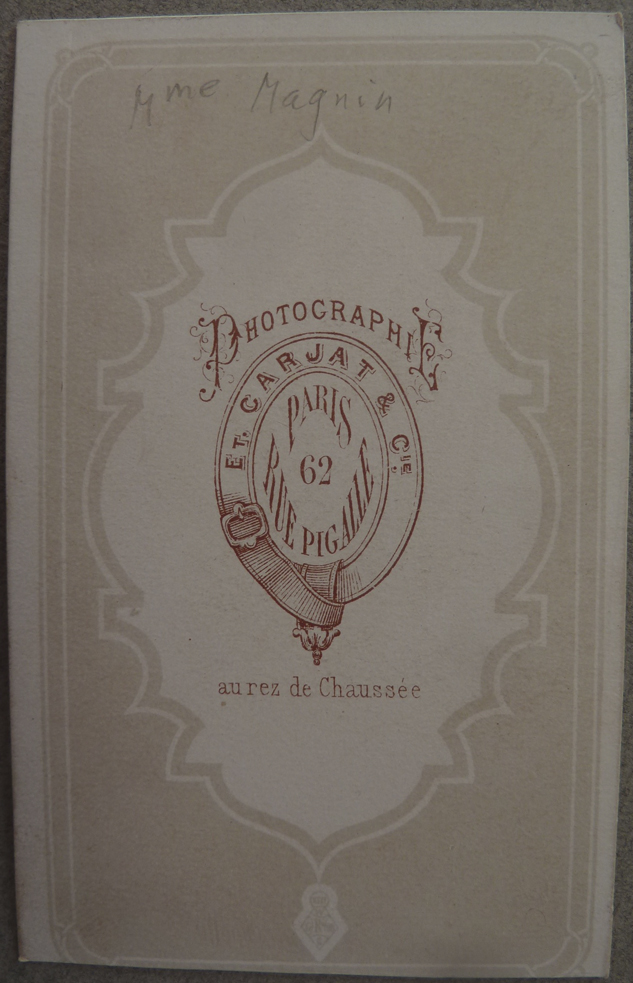 Mme Magnin
PHOTOGRAPHIE
ET. CARJAT & CIE
PARIS
62
RUE PIGALLE
au rez de Chaussée